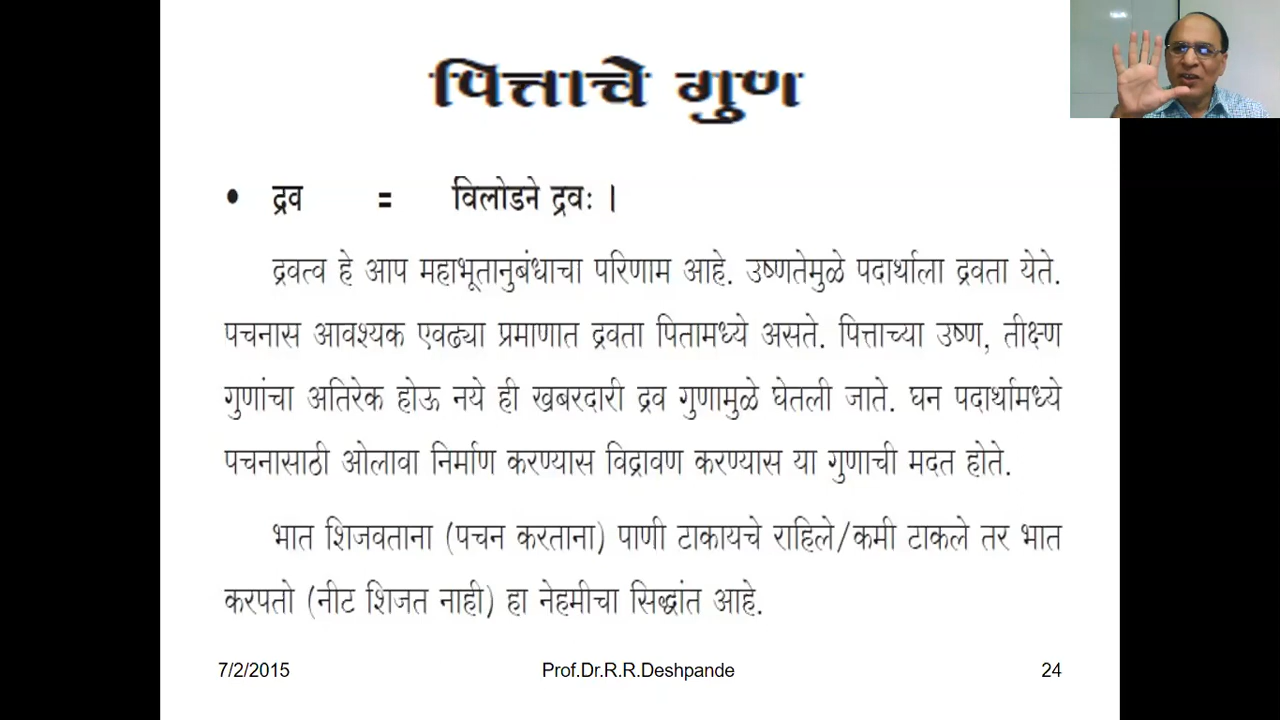 पित्ताचे गुण
• द्रव = विलोडने द्रवः ।
द्रवत्व हे आप महाभूतानुबंधाचा परिणाम आहे. उष्णतेमुळे पदार्थाला द्रवता येते.
पचनास आवश्यक एवढ्या प्रमाणात द्रवता पितामध्ये असते. पित्ताच्या उष्ण, तीक्ष्ण
गुणांचा अतिरेक होऊ नये ही खबरदारी द्रव गुणामुळे घेतली जाते. घन पदार्थामध्ये
पचनासाठी ओलावा निर्माण करण्यास विद्रावण करण्यास या गुणाची मदत होते.
भात शिजवताना (पचन करताना) पाणी टाकायचे राहिले/कमी टाकले तर भात
करपतो (नीट शिजत नाही) हा नेहमीचा सिद्धांत आहे.
7/2/2015 Prof.Dr.R.R.Deshpande 24